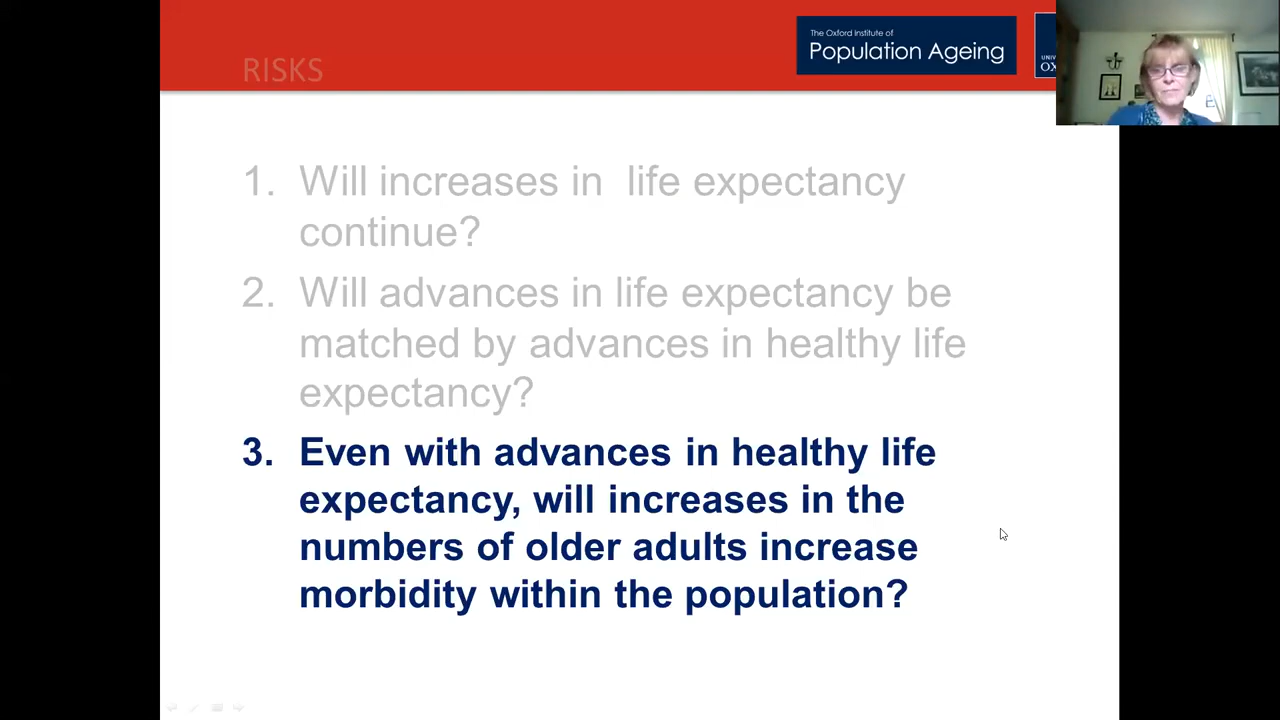 RISKS
The Oxford Institute of
Population Ageing
UNIV
OX
1. Will increases in life expectancy
continue?
2. Will advances in life expectancy be
matched by advances in healthy life
expectancy?
3. Even with advances in healthy life
expectancy, will increases in the
numbers of older adults increase
morbidity within the population?